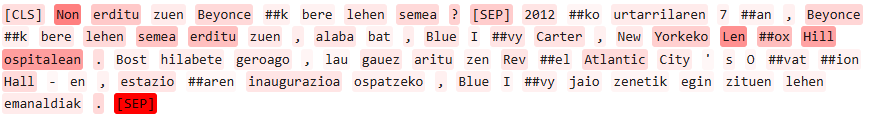 [CLS] Non erditu zuen Beyonce ##k bere lehen semea ? [SEP] 2012 ##ko urtarrilaren 7 ##an , Beyonce
##k bere lehen semea erditu zuen , alaba bat , Blue I ##vy Carter , New Yorkeko Len ##ox Hill
ospitalean . Bost hilabete geroago , lau gauez aritu zen Rev ##el Atlantic City ' s O ##vat ##ion
Hall - en , estazio ##aren inaugurazioa ospatzeko , Blue I ##vy jaio zenetik egin zituen lehen
emanaldiak . [SEP]